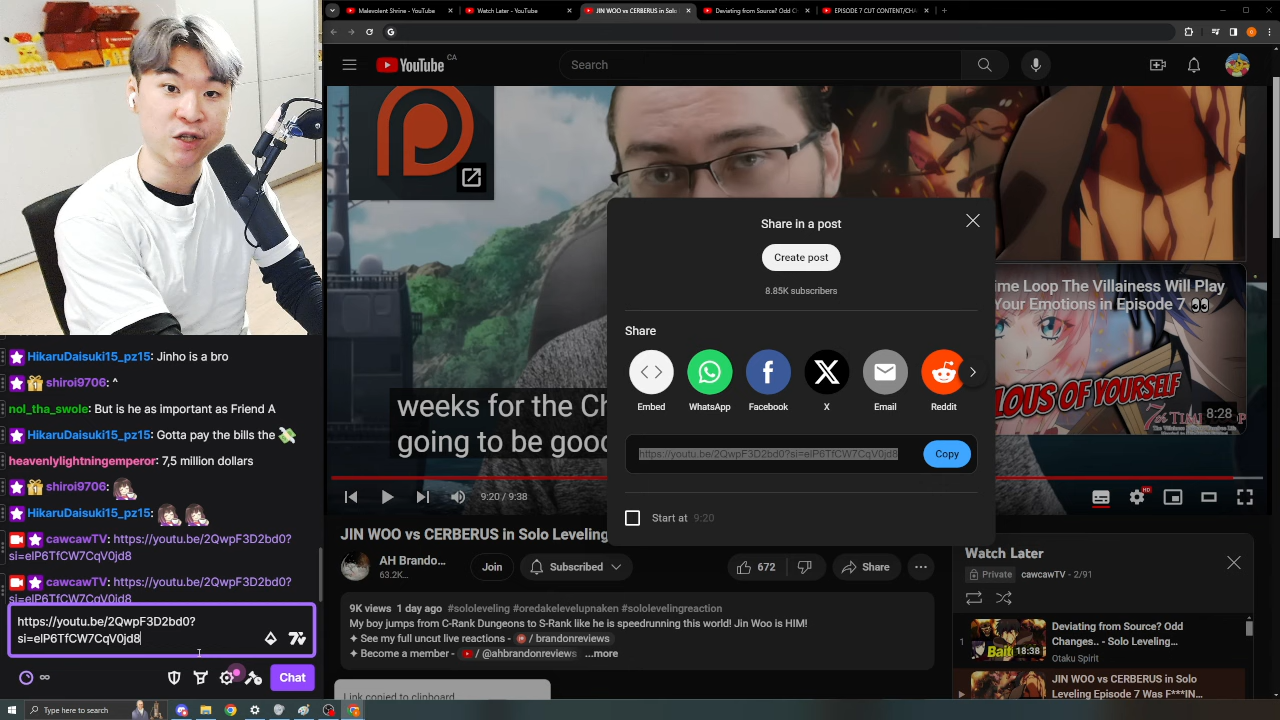 Malevolent Shrine - YouTube
Watch Later - YouTube
JIN WOO vs CERBERUS in Solo
Deviating from Source? Odd C
EPISODE 7 CUT CONTENT/CHA
YouTube CA
Search
Share in a post
Create post
8.85K subscribers
Share
Embed
WhatsApp
Facebook
X
Email
Reddit
https://youtu.be/2QwpF3D2bd0?si=elP6TfCW7CqV0jd8
Copy
Start at 9:20
weeks for the Ch
going to be good
ime Loop The Villainess Will Play
Your Emotions in Episode 7 👀
OUS OF YOURSELF
8:28
9:20 / 9:38
HD
JIN WOO vs CERBERUS in Solo Leveling
AH Brando...
63.2K...
Join
Subscribed
672
Share
9K views 1 day ago #sololeveling #oredakelevelupnaken #sololevelingreaction
My boy jumps from C-Rank Dungeons to S-Rank like he is speedrunning this world! Jin Woo is HIM!
✦ See my full uncut live reactions - / brandonreviews
✦ Become a member - / @ahbrandonreviews ...more
Link copied to clipboard
Watch Later
Private cawcawTV - 2/91
1
Deviating from Source? Odd
Changes.. - Solo Leveling...
Otaku Spirit
Bait
18:38
JIN WOO vs CERBERUS in Solo
Leveling Episode 7 Was F***IN
HikaruDaisuki15_pz15: Jinho is a bro
shiroi9706: ^
nol_tha_swole: But is he as important as Friend A
HikaruDaisuki15_pz15: Gotta pay the bills the 💸
heavenlylightningemperor: 7,5 million dollars
shiroi9706:
HikaruDaisuki15_pz15:
cawcawTV: https://youtu.be/2QwpF3D2bd0?
si=elP6TfCW7CqV0jd8
cawcawTV: https://youtu.be/2QwpF3D2bd0?
si=elP6TfCW7CqV0jd8
https://youtu.be/2QwpF3D2bd0?
si=elP6TfCW7CqV0jd8
Chat
Type here to search